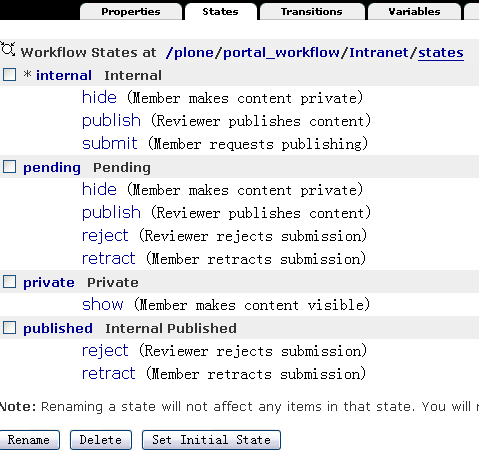 Properties States Transitions Variables
Workflow States at /plone/portal_workflow/Intranet/states
* internal Internal
hide (Member makes content private)
publish (Reviewer publishes content)
submit (Member requests publishing)
pending Pending
hide (Member makes content private)
publish (Reviewer publishes content)
reject (Reviewer rejects submission)
retract (Member retracts submission)
private Private
show (Member makes content visible)
published Internal Published
reject (Reviewer rejects submission)
retract (Member retracts submission)
Note: Renaming a state will not affect any items in that state. You will
Rename Delete Set Initial State